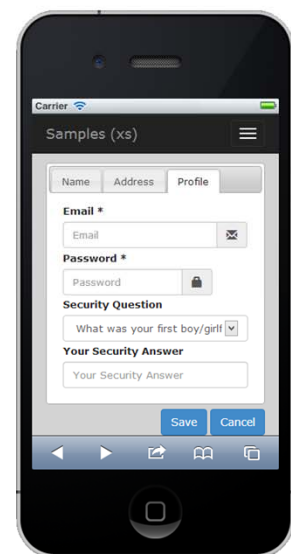 Carrier
Samples (xs)
Name Address Profile
Email *
Email
Password *
Password
Security Question
What was your first boy/girlf
Your Security Answer
Your Security Answer
Save Cancel